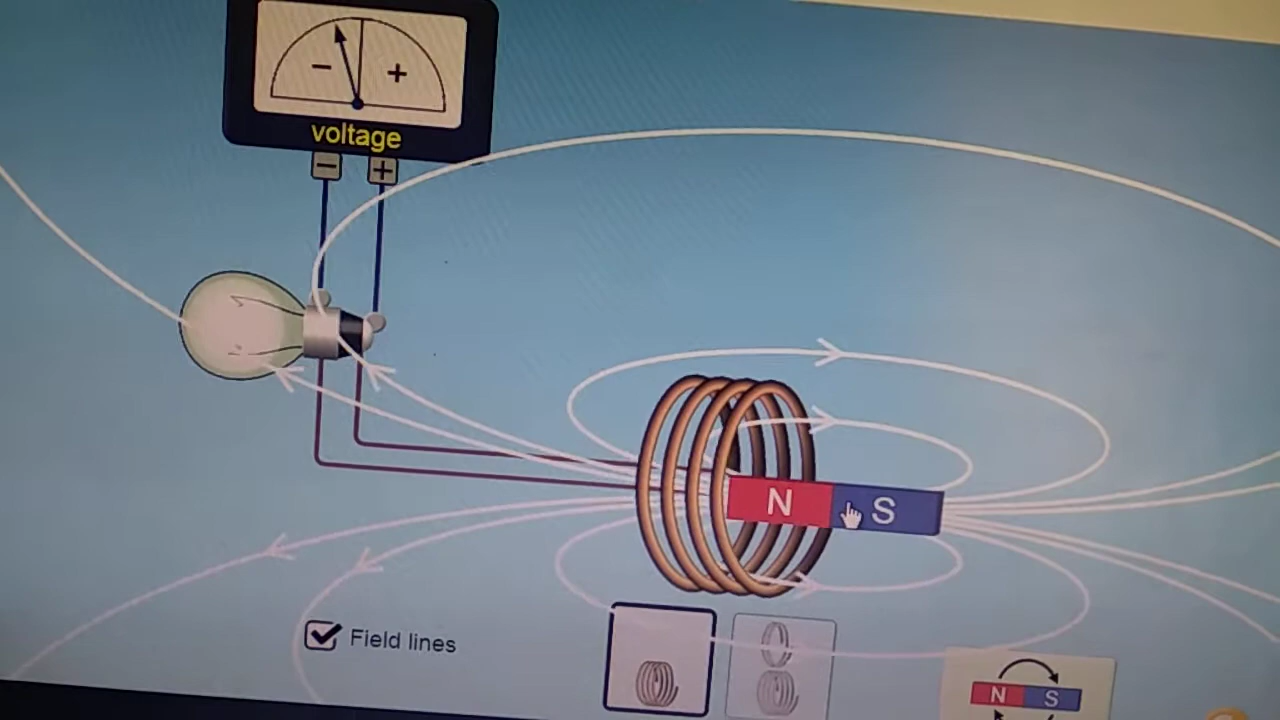 − +
voltage
− +
N S
Field lines
N S